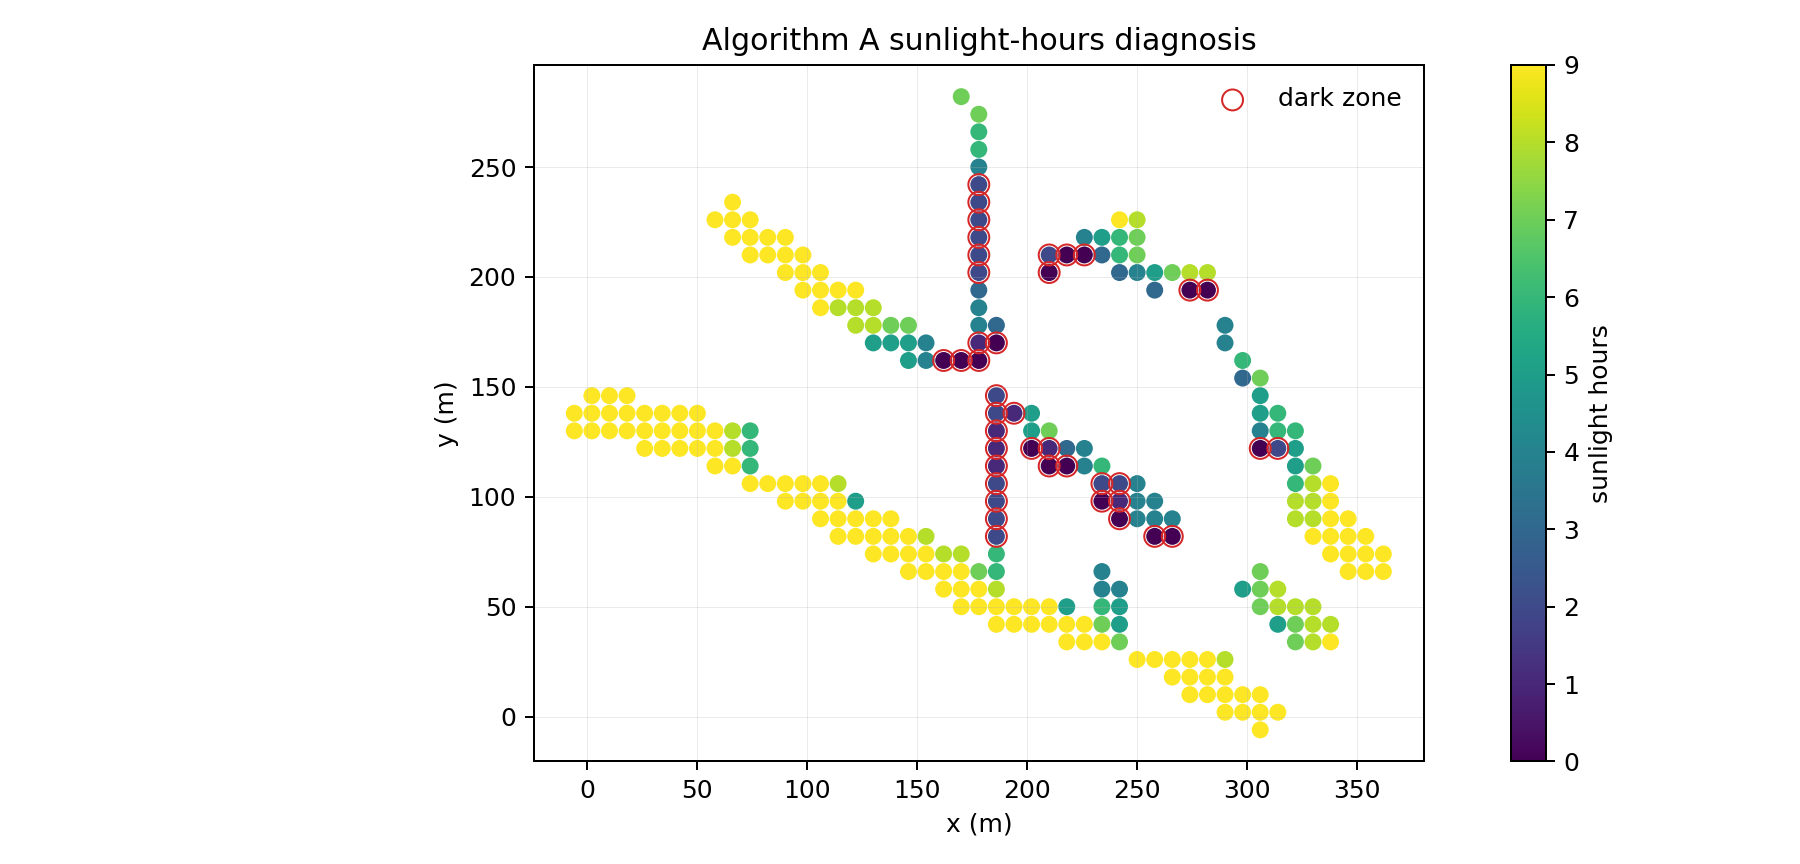 Algorithm A sunlight-hours diagnosis
dark zone
250
200
150
100
50
0
y (m)
0 50 100 150 200 250 300 350
x (m)
9
8
7
6
5
4
3
2
1
0
sunlight hours